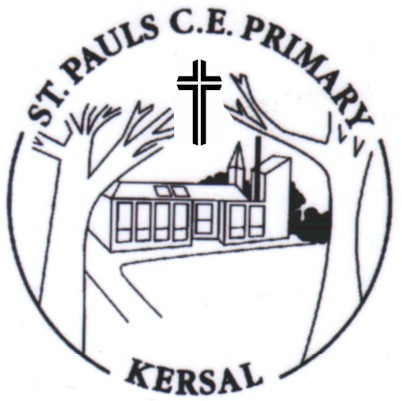 ST. PAULS C.E. PRIMARY
KERSAL